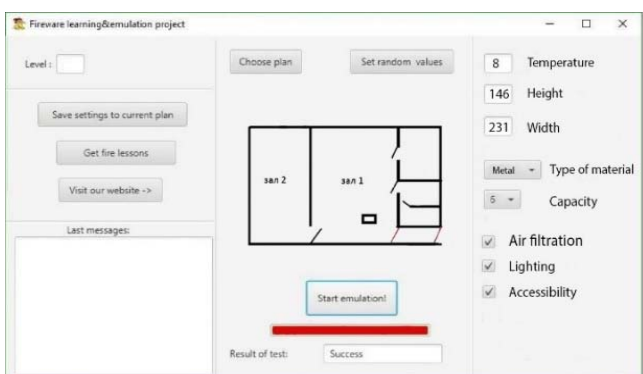 Fireware learning&emulation project
Level :
Save settings to current plan
Get fire lessons
Visit our website ->
Last messages:
Choose plan
Set random values
зал 2
зал 1
Start emulation!
Result of test: Success
8 Temperature
146 Height
231 Width
Metal Type of material
5 Capacity
Air filtration
Lighting
Accessibility